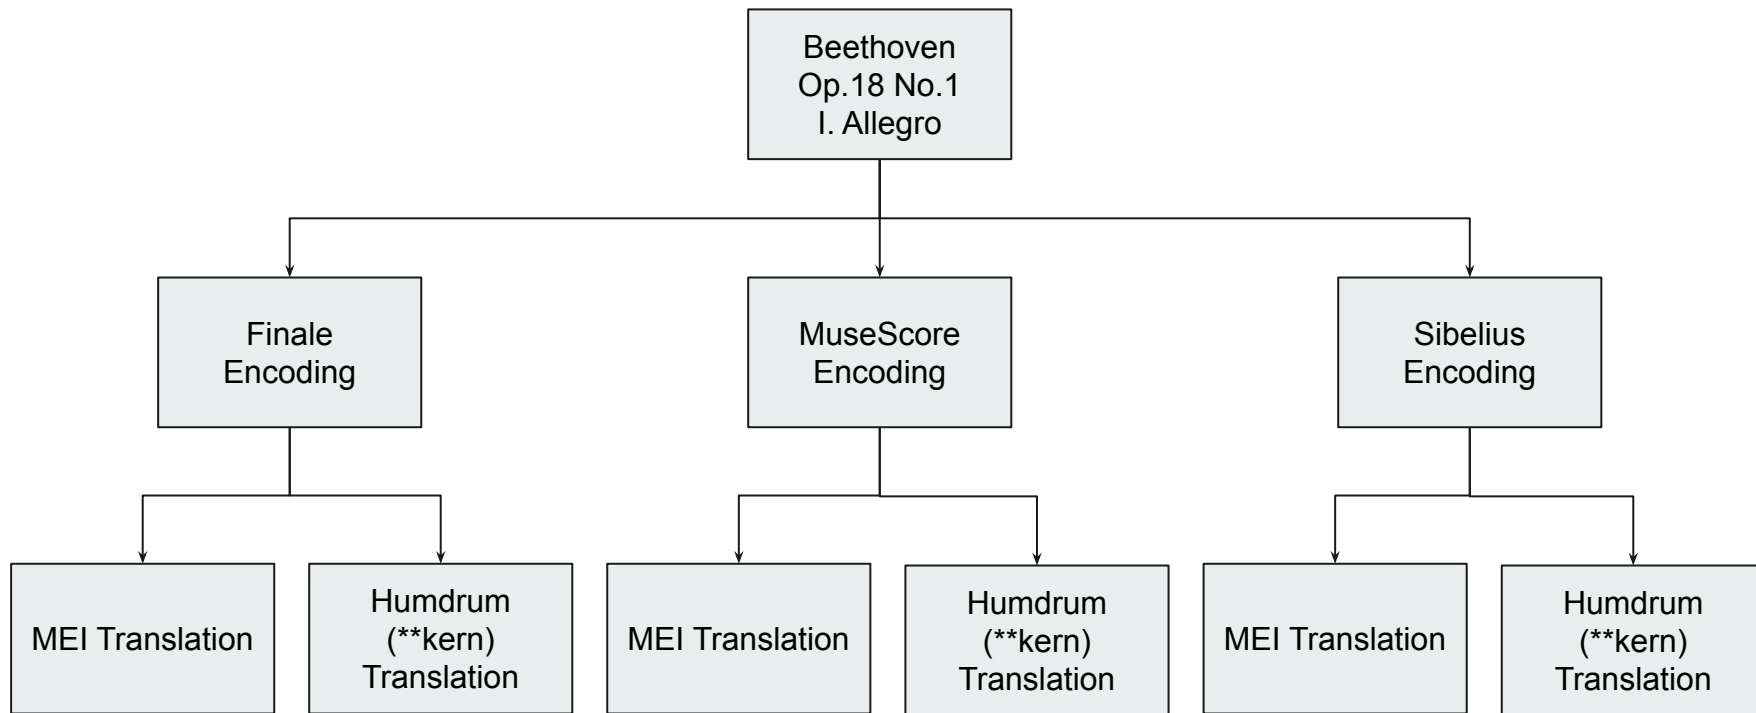 Beethoven
Op.18 No.1
I. Allegro
Finale
Encoding
MuseScore
Encoding
Sibelius
Encoding
MEI Translation
Humdrum
(**kern)
Translation
MEI Translation
Humdrum
(**kern)
Translation
MEI Translation
Humdrum
(**kern)
Translation